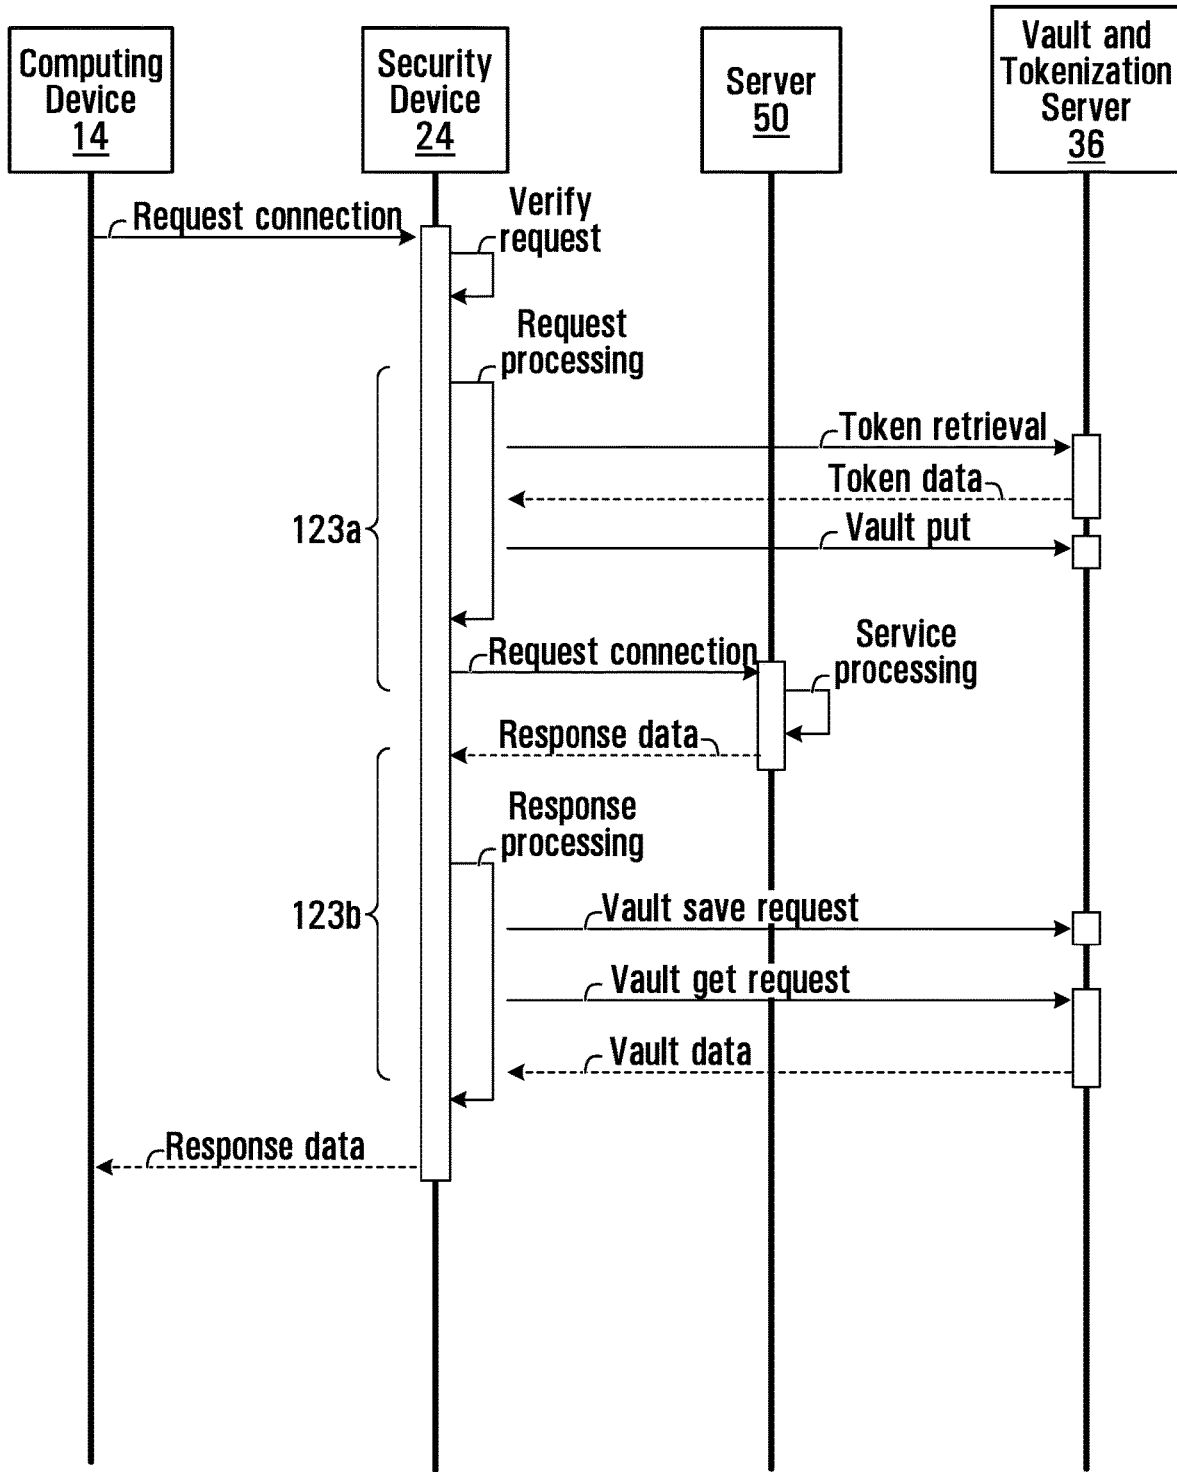 Computing
Device
14
Security
Device
24
Server
50
Vault and
Tokenization
Server
36
Request connection
Verify
request
Request
processing
Token retrieval
Token data
123a
Vault put
Request connection
Service
processing
Response data
Response
processing
123b
Vault save request
Vault get request
Vault data
Response data